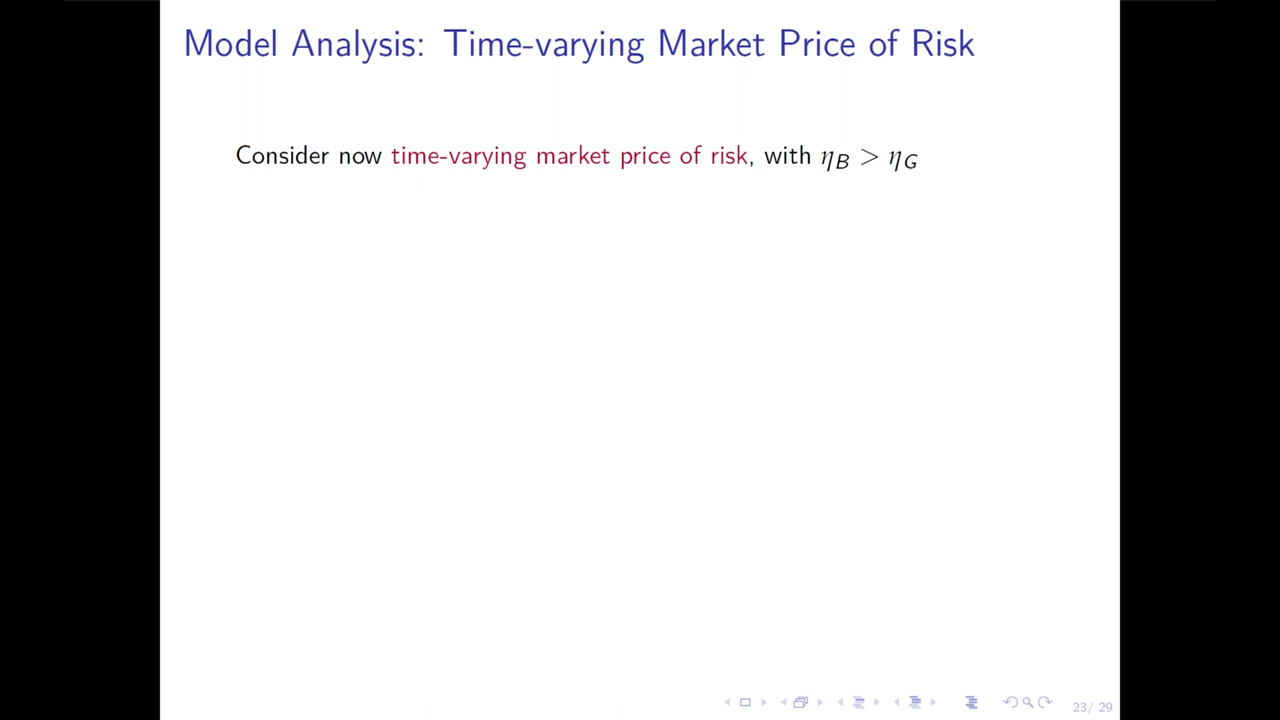 Model Analysis: Time-varying Market Price of Risk
Consider now time-varying market price of risk, with η_B > η_G
23/ 29